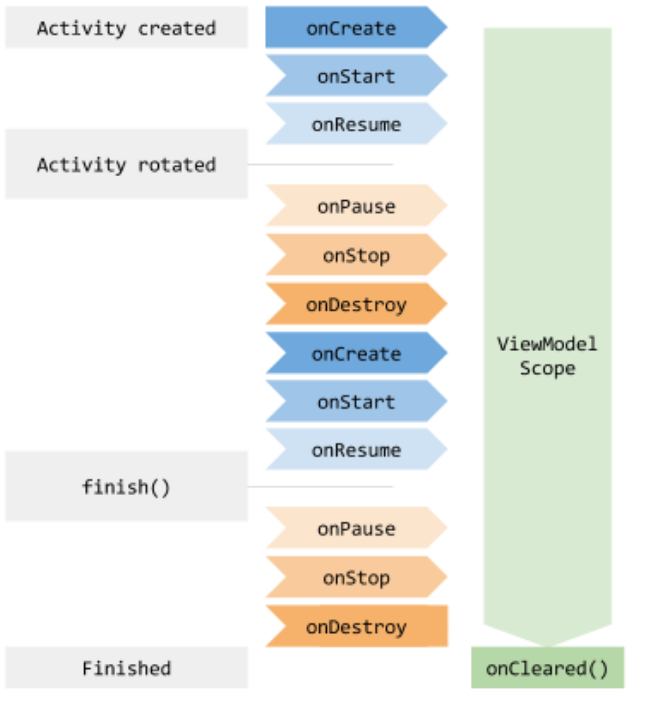 Activity created
onCreate
onStart
onResume
Activity rotated
onPause
onStop
onDestroy
onCreate
onStart
onResume
finish()
onPause
onStop
onDestroy
Finished
ViewModel
Scope
onCleared()